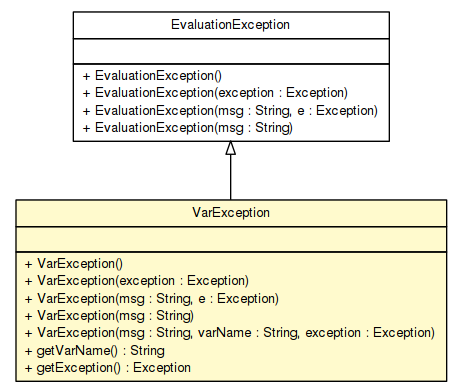 EvaluationException
+ EvaluationException()
+ EvaluationException(exception : Exception)
+ EvaluationException(msg : String, e : Exception)
+ EvaluationException(msg : String)
VarException
+ VarException()
+ VarException(exception : Exception)
+ VarException(msg : String, e : Exception)
+ VarException(msg : String)
+ VarException(msg : String, varName : String, exception : Exception)
+ getVarName() : String
+ getException() : Exception